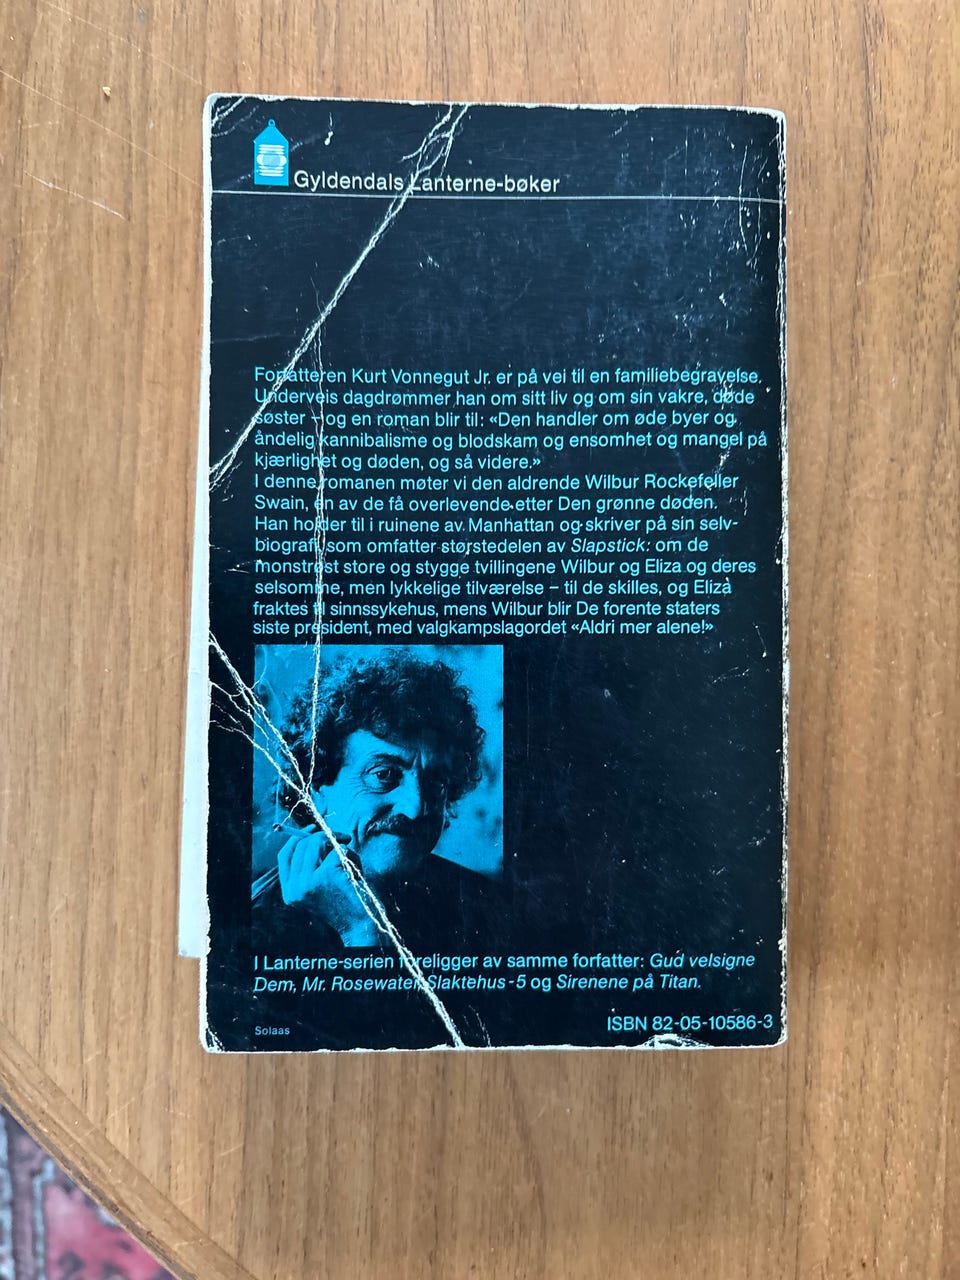 Gyldendals Lanterne-bøker
Forfatteren Kurt Vonnegut Jr. er på vei til en familiebegravelse.
Underveis dagdrømmer han om sitt liv og om sin vakre, døde
søster – og en roman blir til: «Den handler om øde byer og
åndelig kannibalisme og blodskam og ensomhet og mangel på
kjærlighet og døden, og så videre.»
I denne romanen møter vi den aldrende Wilbur Rockefeller
Swain, en av de få overlevende etter Den grønne døden.
Han holder til i ruinene av Manhattan og skriver på sin selv-
biografi, som omfatter størstedelen av Slapstick: om de
monstrøst store og stygge tvillingene Wilbur og Eliza og deres
selsomme, men lykkelige tilværelse – til de skilles, og Eliza
fraktes til sinnssykehus, mens Wilbur blir De forente staters
siste president, med valgkampslagordet «Aldri mer alene!»
I Lanterne-serien foreligger av samme forfatter: Gud velsigne
Dem, Mr. Rosewater, Slaktehus-5 og Sirenene på Titan.
Solaas
ISBN 82-05-10586-3